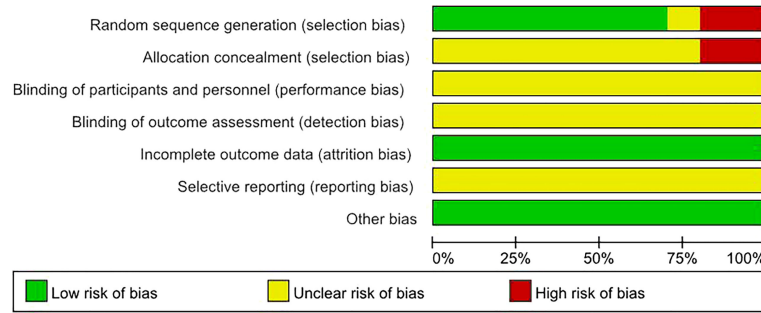 Random sequence generation (selection bias)
Allocation concealment (selection bias)
Blinding of participants and personnel (performance bias)
Blinding of outcome assessment (detection bias)
Incomplete outcome data (attrition bias)
Selective reporting (reporting bias)
Other bias
0% 25% 50% 75% 100%
Low risk of bias Unclear risk of bias High risk of bias